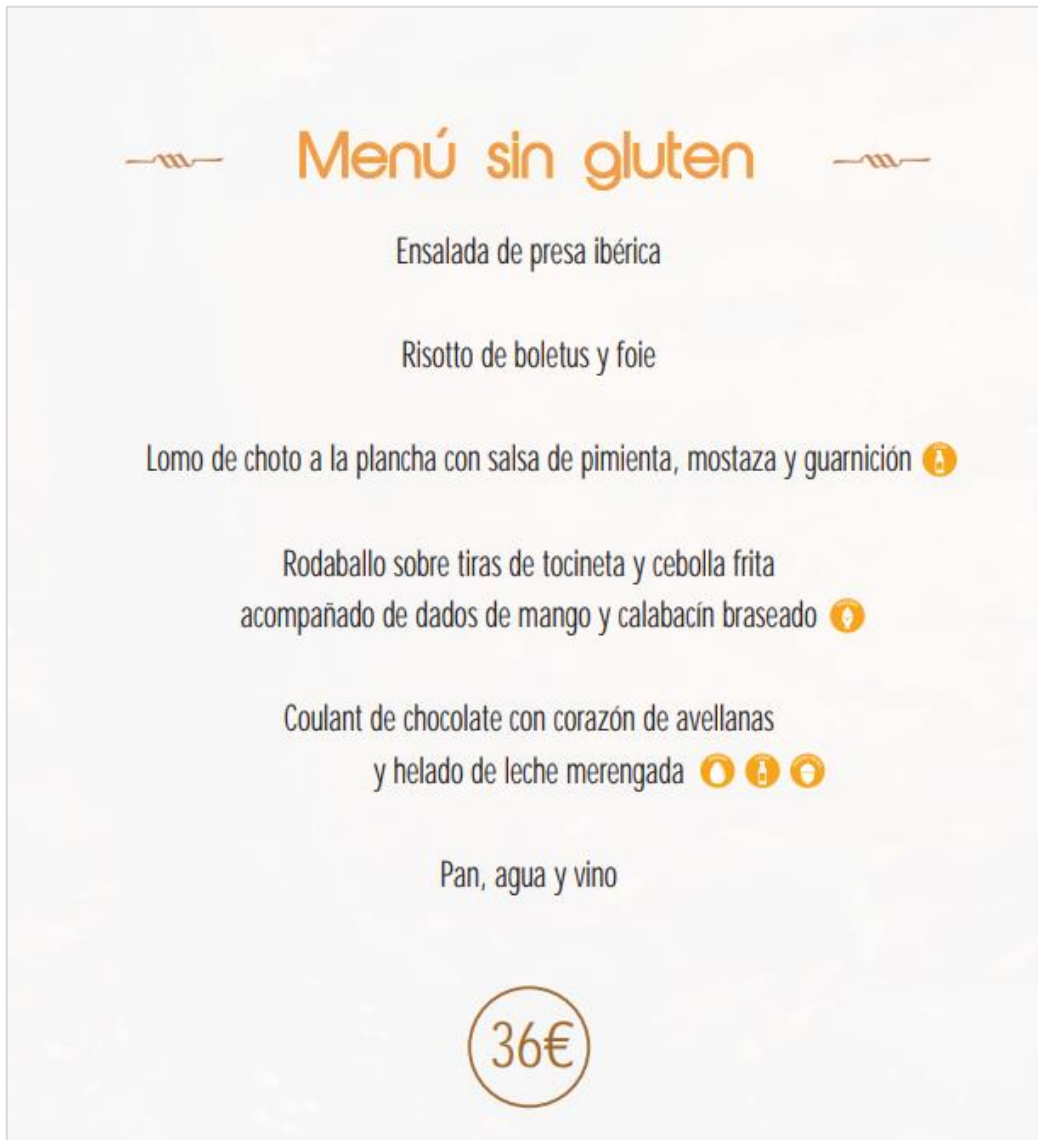 Menú sin gluten
Ensalada de presa ibérica
Risotto de boletus y foie
Lomo de choto a la plancha con salsa de pimienta, mostaza y guarnición
Rodaballo sobre tiras de tocineta y cebolla frita
acompañado de dados de mango y calabacín braseado
Coulant de chocolate con corazón de avellanas
y helado de leche merengada
Pan, agua y vino
36€